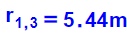 r₁,₃ = 5.44m